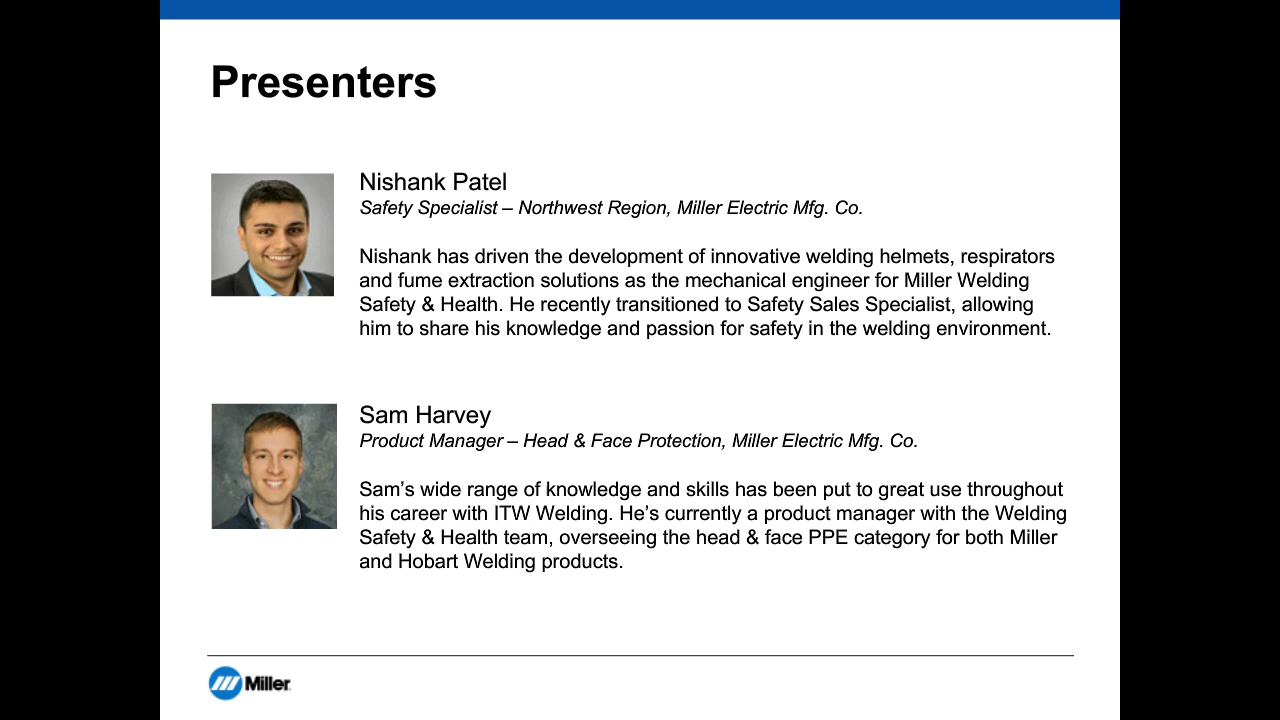 Presenters
Nishank Patel
Safety Specialist – Northwest Region, Miller Electric Mfg. Co.
Nishank has driven the development of innovative welding helmets, respirators
and fume extraction solutions as the mechanical engineer for Miller Welding
Safety & Health. He recently transitioned to Safety Sales Specialist, allowing
him to share his knowledge and passion for safety in the welding environment.
Sam Harvey
Product Manager – Head & Face Protection, Miller Electric Mfg. Co.
Sam’s wide range of knowledge and skills has been put to great use throughout
his career with ITW Welding. He’s currently a product manager with the Welding
Safety & Health team, overseeing the head & face PPE category for both Miller
and Hobart Welding products.
Miller